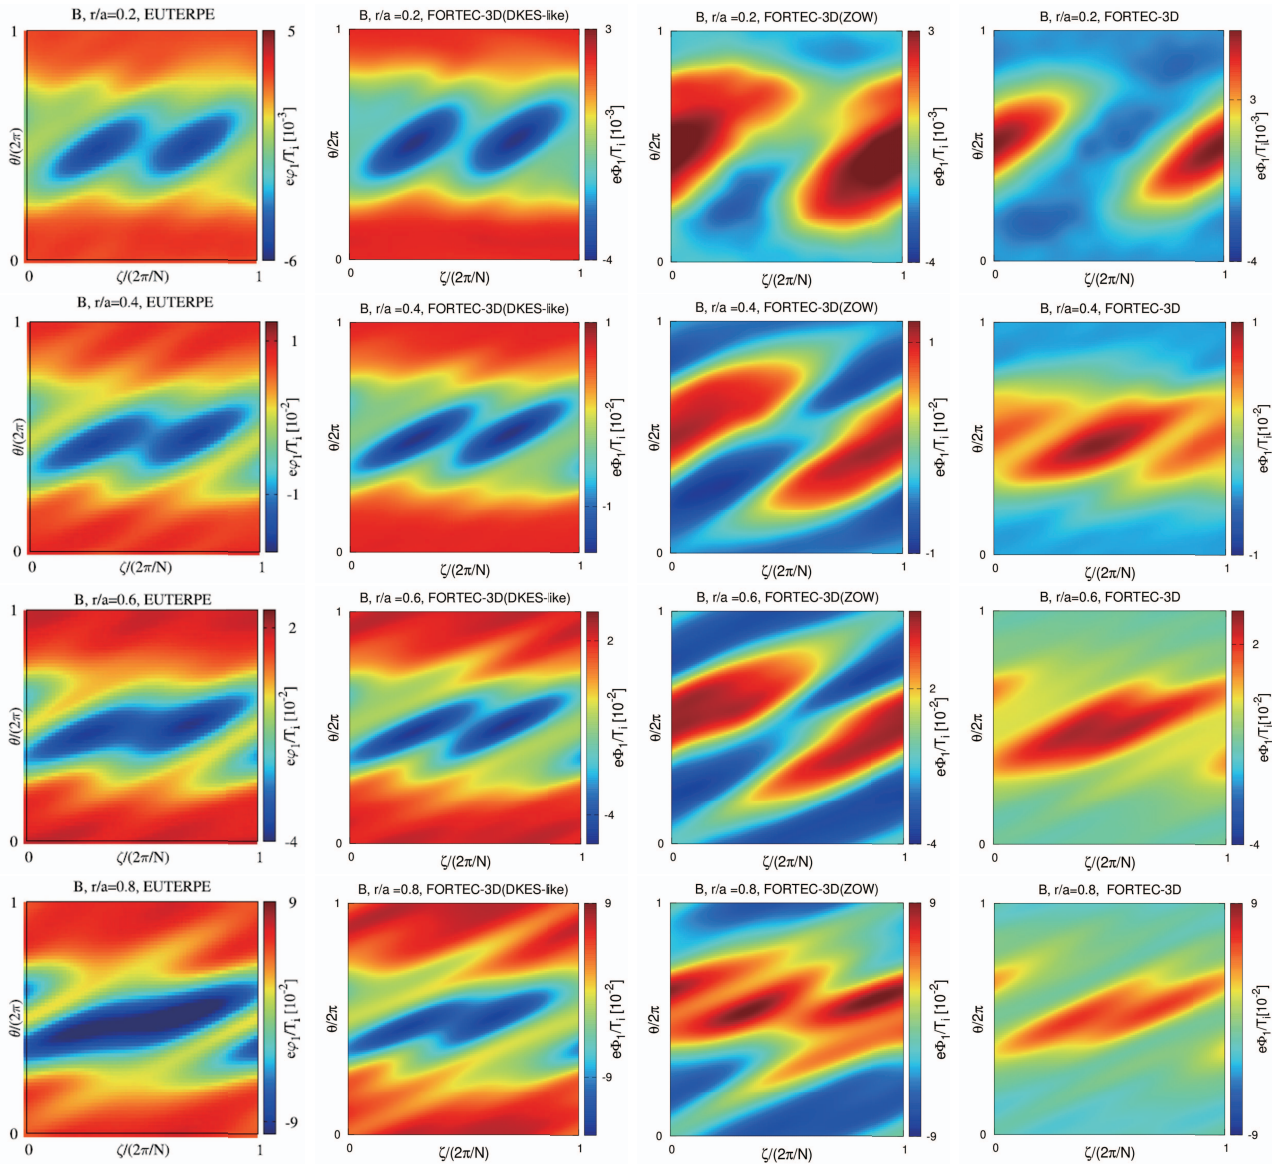 B, r/a=0.2, EUTERPE
1
θ/(2π)
0
0
ζ/(2π/N)
1
5
eφ₁/Tᵢ [10⁻³]
-6
B, r/a =0.2, FORTEC-3D(DKES-like)
1
θ/2π
0
0
ζ/(2π/N)
1
3
eΦ₁/Tᵢ [10⁻³]
-4
B, r/a =0.2, FORTEC-3D(ZOW)
1
θ/2π
0
0
ζ/(2π/N)
1
3
eΦ₁/Tᵢ [10⁻³]
-4
B, r/a=0.2, FORTEC-3D
1
θ/2π
0
0
ζ/(2π/N)
1
3
eΦ₁/Tᵢ [10⁻³]
-6
B, r/a=0.4, EUTERPE
1
θ/(2π)
0
0
ζ/(2π/N)
1
1
eφ₁/Tᵢ [10⁻²]
-1
B, r/a =0.4, FORTEC-3D(DKES-like)
1
θ/2π
0
0
ζ/(2π/N)
1
1
eΦ₁/Tᵢ [10⁻²]
-1
B, r/a =0.4, FORTEC-3D(ZOW)
1
θ/2π
0
0
ζ/(2π/N)
1
1
eΦ₁/Tᵢ [10⁻²]
-1
B, r/a=0.4, FORTEC-3D
1
θ/2π
0
0
ζ/(2π/N)
1
1
eΦ₁/Tᵢ[10⁻²]
-1
B, r/a=0.6, EUTERPE
1
θ/(2π)
0
0
ζ/(2π/N)
1
2
eφ₁/Tᵢ [10⁻²]
-4
B, r/a =0.6, FORTEC-3D(DKES-like)
1
θ/2π
0
0
ζ/(2π/N)
1
2
eΦ₁/Tᵢ [10⁻²]
-4
B, r/a =0.6, FORTEC-3D(ZOW)
1
θ/2π
0
0
ζ/(2π/N)
1
2
eΦ₁/Tᵢ [10⁻²]
-4
B, r/a=0.6, FORTEC-3D
1
θ/2π
0
0
ζ/(2π/N)
1
2
eΦ₁/Tᵢ[10⁻²]
-4
B, r/a=0.8, EUTERPE
1
θ/(2π)
0
0
ζ/(2π/N)
1
9
eφ₁/Tᵢ [10⁻²]
-9
B, r/a =0.8, FORTEC-3D(DKES-like)
1
θ/2π
0
0
ζ/(2π/N)
1
9
eΦ₁/Tᵢ [10⁻²]
-9
B, r/a =0.8, FORTEC-3D(ZOW)
1
θ/2π
0
0
ζ/(2π/N)
1
9
eΦ₁/Tᵢ [10⁻²]
-9
B, r/a=0.8, FORTEC-3D
1
θ/2π
0
0
ζ/(2π/N)
1
9
eΦ₁/Tᵢ [10⁻²]
-9